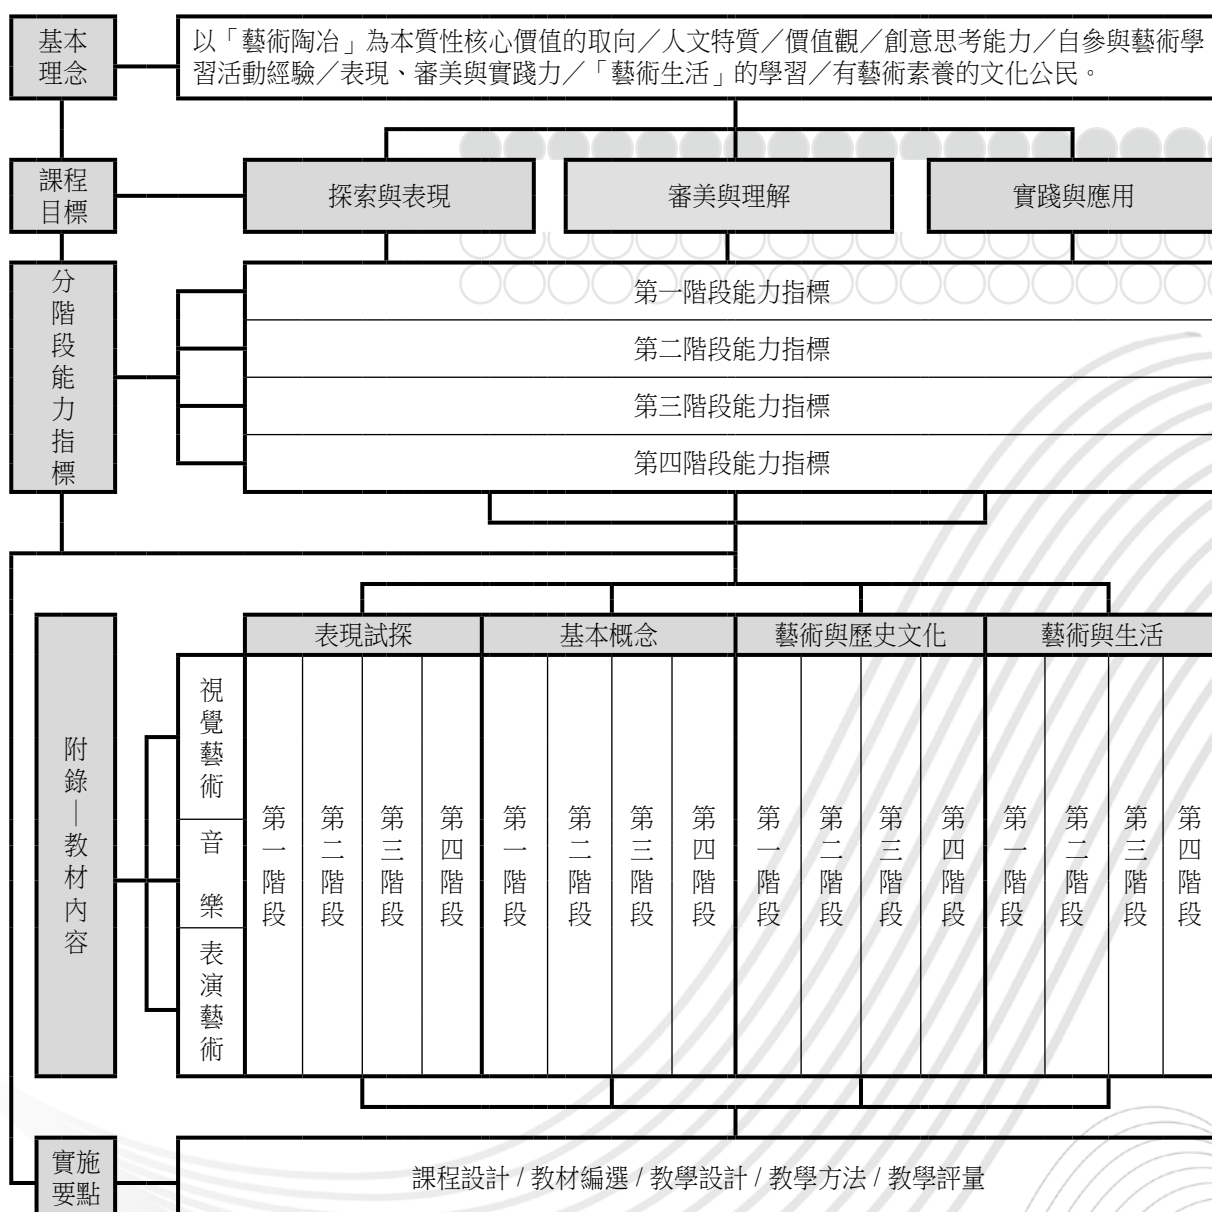 基本
理念
以「藝術陶冶」為本質性核心價值的取向／人文特質／價值觀／創意思考能力／自參與藝術學
習活動經驗／表現、審美與實踐力／「藝術生活」的學習／有藝術素養的文化公民。
課程
目標
探索與表現
審美與理解
實踐與應用
分階段能力指標
第一階段能力指標
第二階段能力指標
第三階段能力指標
第四階段能力指標
附錄｜教材內容
表現試探
基本概念
藝術與歷史文化
藝術與生活
視覺藝術
音樂
表演藝術
第一階段
第二階段
第三階段
第四階段
第一階段
第二階段
第三階段
第四階段
第一階段
第二階段
第三階段
第四階段
第一階段
第二階段
第三階段
第四階段
實施
要點
課程設計 / 教材編選 / 教學設計 / 教學方法 / 教學評量